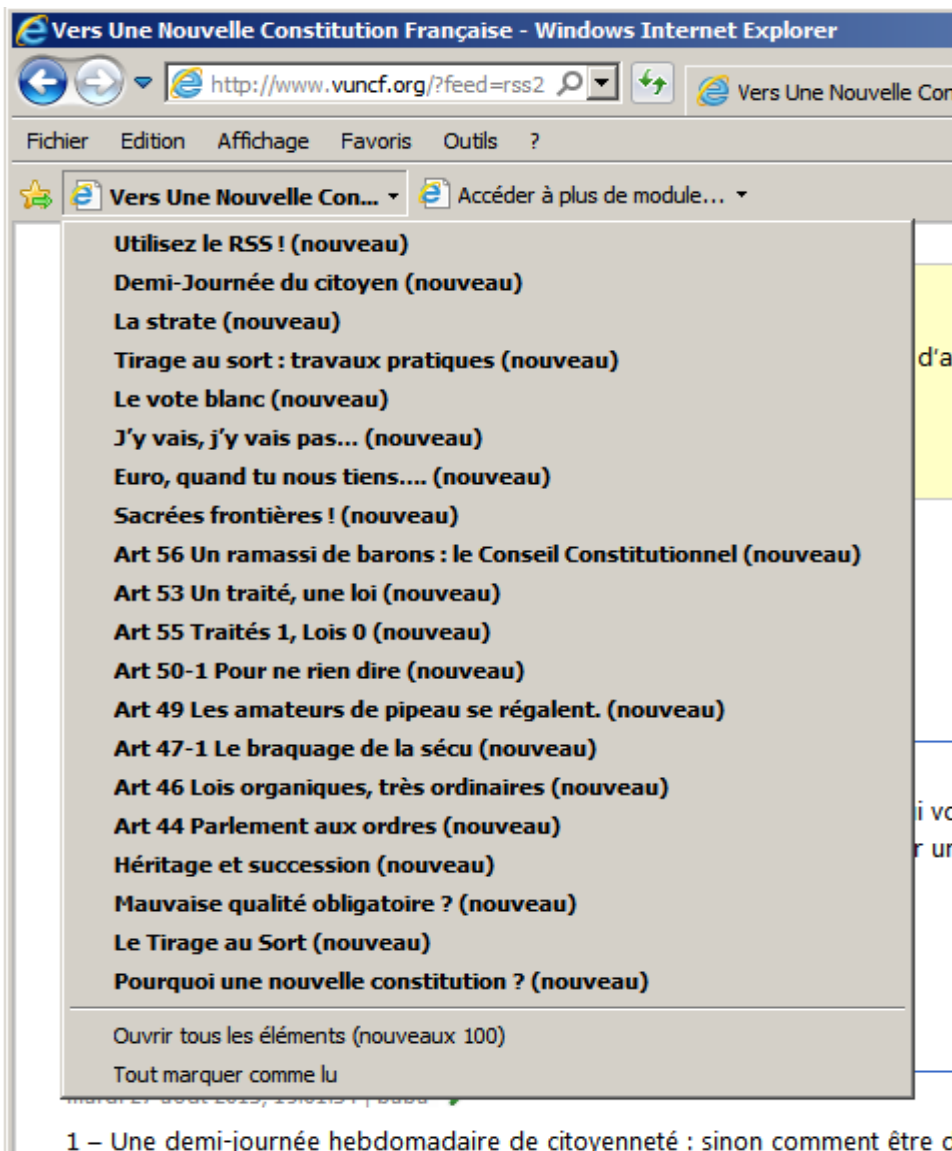 Vers Une Nouvelle Constitution Française - Windows Internet Explorer
http://www.vuncf.org/?feed=rss2
Vers Une Nouvelle Con
Fichier Edition Affichage Favoris Outils ?
Vers Une Nouvelle Con... Accéder à plus de module...
Utilisez le RSS ! (nouveau)
Demi-Journée du citoyen (nouveau)
La strate (nouveau)
Tirage au sort : travaux pratiques (nouveau)
d'a
Le vote blanc (nouveau)
J’y vais, j’y vais pas... (nouveau)
Euro, quand tu nous tiens.... (nouveau)
Sacrées frontières ! (nouveau)
Art 56 Un ramassi de barons : le Conseil Constitutionnel (nouveau)
Art 53 Un traité, une loi (nouveau)
Art 55 Traités 1, Lois 0 (nouveau)
Art 50-1 Pour ne rien dire (nouveau)
Art 49 Les amateurs de pipeau se régalent. (nouveau)
Art 47-1 Le braquage de la sécu (nouveau)
Art 46 Lois organiques, très ordinaires (nouveau)
Art 44 Parlement aux ordres (nouveau)
Héritage et succession (nouveau)
Mauvaise qualité obligatoire ? (nouveau)
Le Tirage au Sort (nouveau)
Pourquoi une nouvelle constitution ? (nouveau)
Ouvrir tous les éléments (nouveaux 100)
Tout marquer comme lu
1 – Une demi-journée hebdomadaire de citoyenneté : sinon comment être